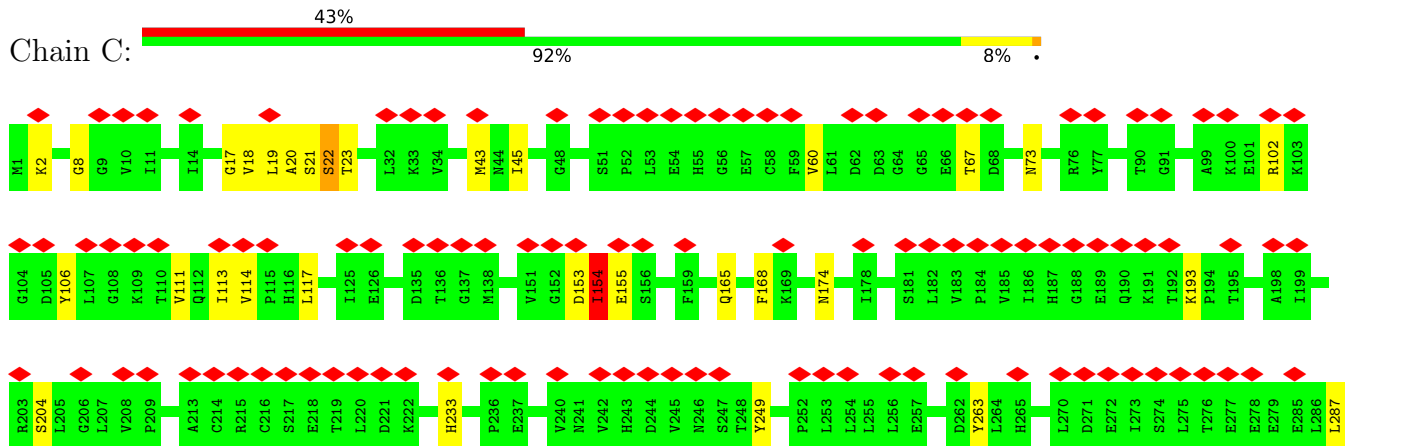 43%
Chain C:
92% 8% •
M1 K2 G8 G9 V10 I11 I14 G17 V18 L19 A20 S21 S22 T23 L32 K33 V34 M43 N44 I45 G48 S51 P52 L53 E54 H55 G56 E57 C58 F59 V60 L61 D62 D63 G64 G65 E66 T67 D68 N73 R76 Y77 T90 G91 A99 K100 E101 R102 K103
G104 D105 Y106 L107 G108 K109 T110 V111 Q112 I113 V114 P115 H116 L117 I125 E126 D135 T136 G137 M138 V151 G152 D153 I154 E155 S156 F159 Q165 F168 K169 N174 I178 S181 L182 V183 P184 V185 I186 H187 G188 E189 Q190 K191 T192 K193 P194 T195 A198 I199
R203 S204 L205 G206 L207 V208 P209 A213 C214 R215 C216 S217 E218 T219 L220 D221 K222 H233 P236 E237 V240 N241 V242 H243 D244 V245 N246 S247 T248 Y249 P252 L253 L254 L255 L256 E257 D262 Y263 L264 H265 L270 D271 E272 I273 S274 L275 T276 E277 E278 E279 E285 L286 L287